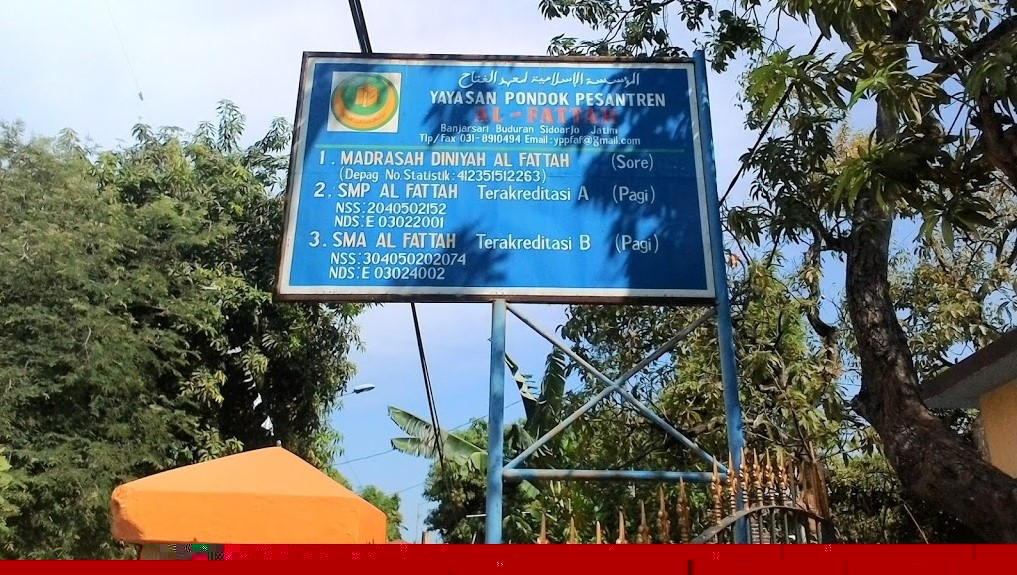 المؤسسة الاسلامية لمعهد الفتاح
YAYASAN PONDOK PESANTREN
AL-FATTAH
Banjarsari Buduran Sidoarjo Jatim
Tlp/Fax 031-8910494 Email:yppfaf@gmail.com
1. MADRASAH DINIYAH AL FATTAH (Sore)
(Depag No.Statistik:412351512263)
2. SMP AL FATTAH Terakreditasi A (Pagi)
NSS:2040502152
NDS:E 03022001
3. SMA AL FATTAH Terakreditasi B (Pagi)
NSS:304050202074
NDS:E 03024002